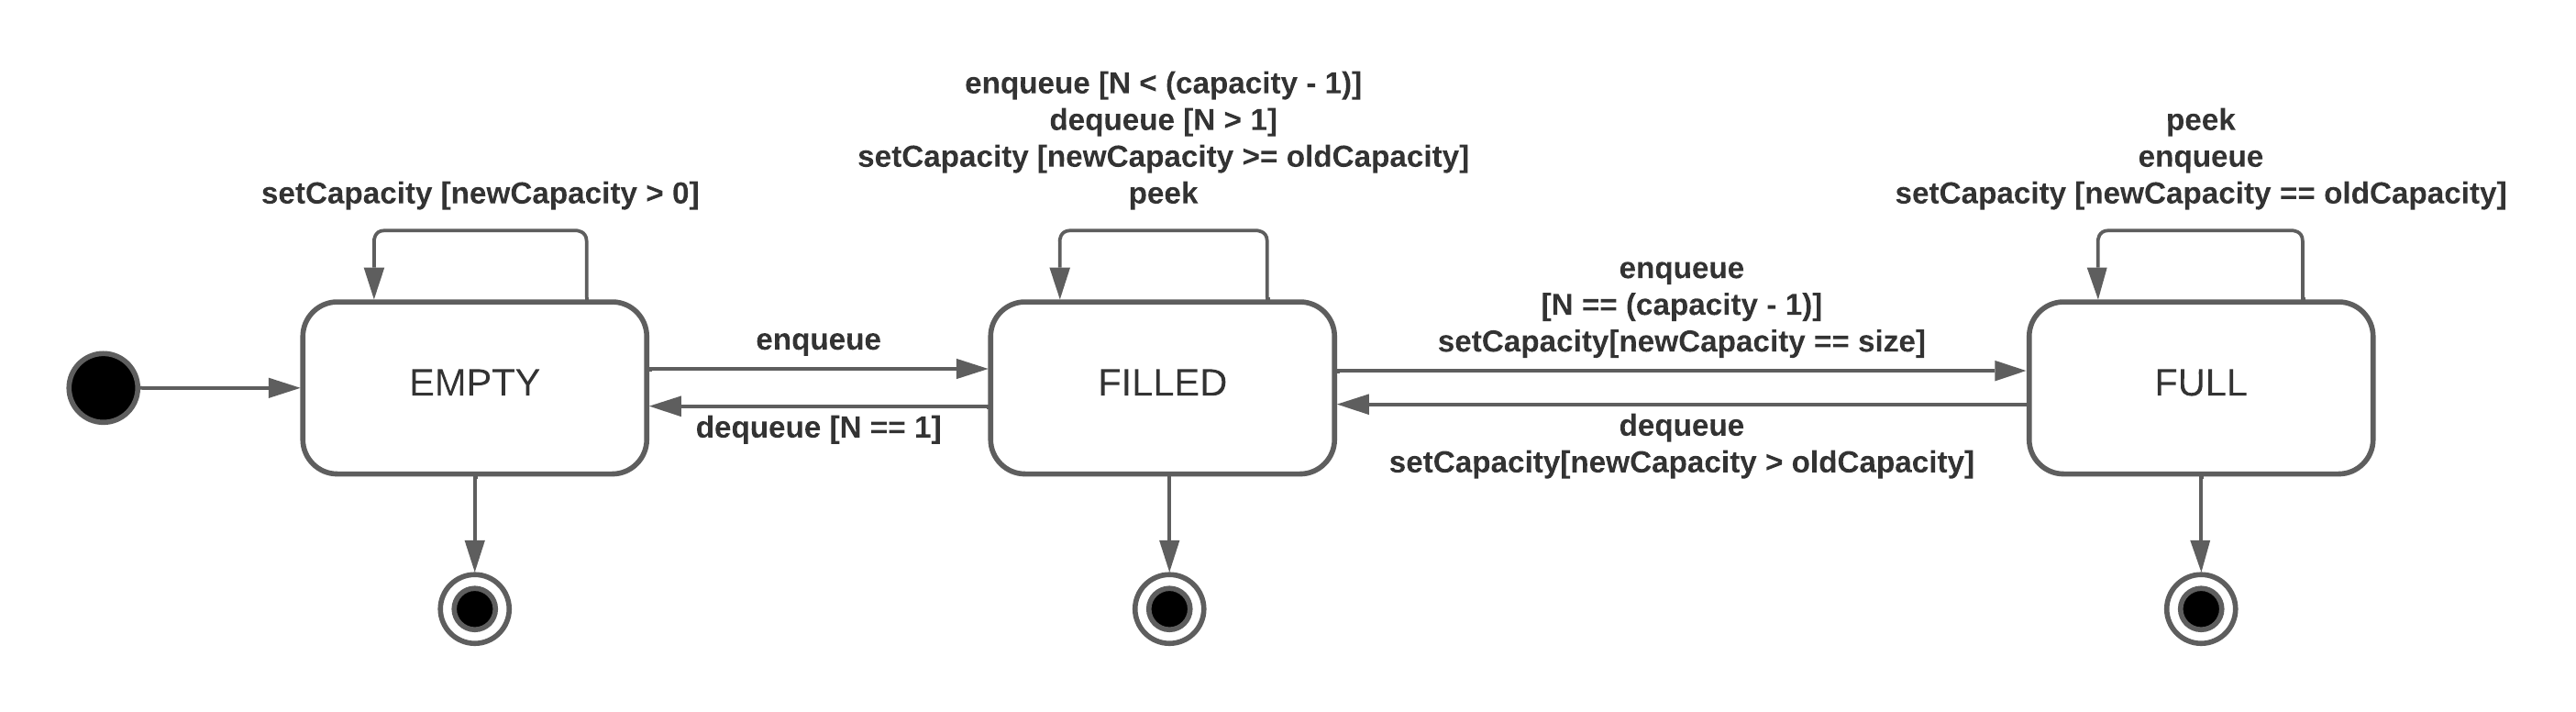 setCapacity [newCapacity > 0]
EMPTY
enqueue
dequeue [N == 1]
enqueue [N < (capacity - 1)]
dequeue [N > 1]
setCapacity [newCapacity >= oldCapacity]
peek
FILLED
enqueue
[N == (capacity - 1)]
setCapacity[newCapacity == size]
dequeue
setCapacity[newCapacity > oldCapacity]
peek
enqueue
setCapacity [newCapacity == oldCapacity]
FULL